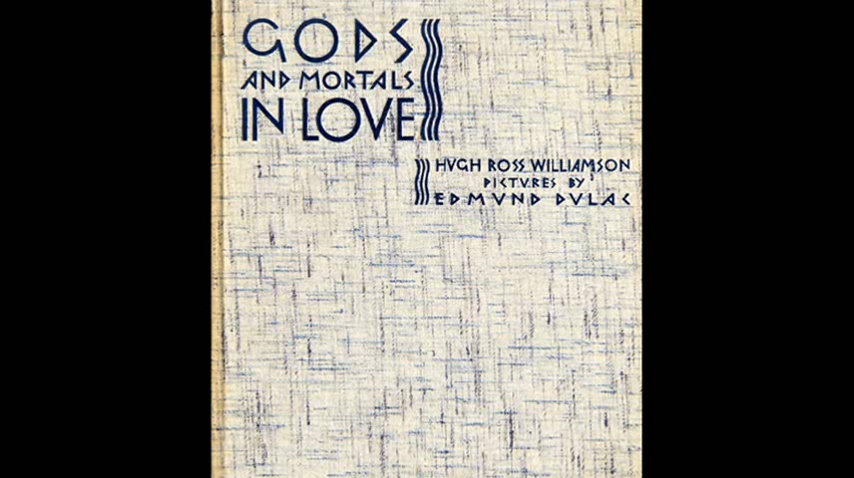 GODS
AND MORTALS
IN LOVE
HVGH ROSS WILLIAMSON
PICTVRES BY
EDMVND DVLAC